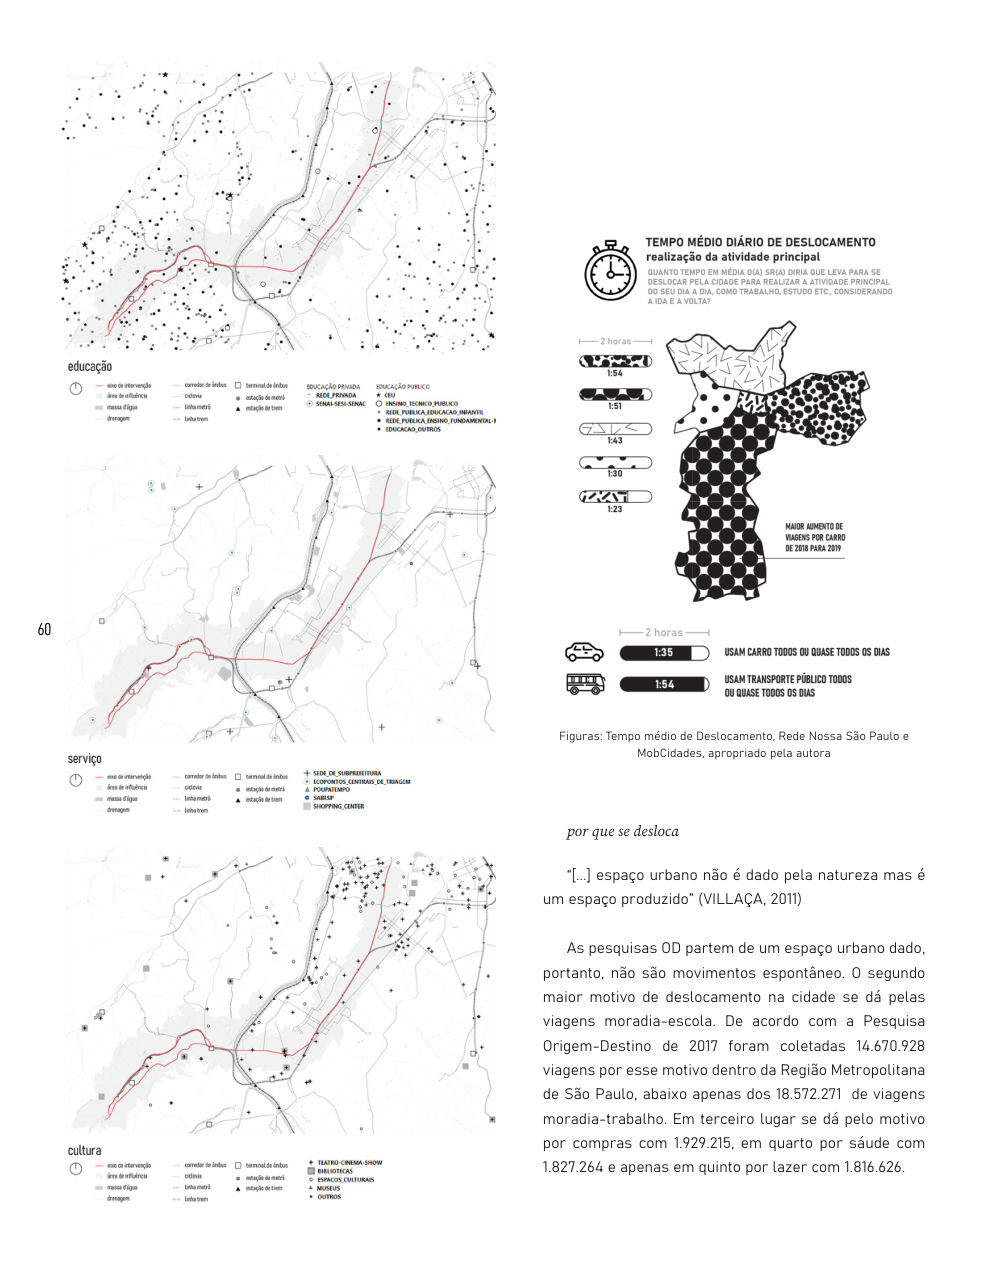 educação
eixo de intervenção
área de influência
massa d'água
drenagem
corredor de ônibus
ciclovia
linha metrô
linha trem
terminal de ônibus
estação de metrô
estação de trem
EDUCAÇÃO PRIVADA
REDE_PRIVADA
SENAI-SESI-SENAC
EDUCAÇÃO PUBLICO
CEU
ENSINO_TECNICO_PUBLICO
REDE_PUBLICA_EDUCACAO_INFANTIL
REDE_PUBLICA_ENSINO_FUNDAMENTAL-M
EDUCACAO_OUTROS
60
serviço
eixo de intervenção
área de influência
massa d'água
drenagem
corredor de ônibus
ciclovia
linha metrô
linha trem
terminal de ônibus
estação de metrô
estação de trem
SEDE_DE_SUBPREFEITURA
ECOPONTOS_CENTRAIS_DE_TRIAGEM
POUPATEMPO
SABESP
SHOPPING_CENTER
cultura
eixo de intervenção
área de influência
massa d'água
drenagem
corredor de ônibus
ciclovia
linha metrô
linha trem
terminal de ônibus
estação de metrô
estação de trem
TEATRO-CINEMA-SHOW
BIBLIOTECAS
ESPACOS_CULTURAIS
MUSEUS
OUTROS
TEMPO MÉDIO DIÁRIO DE DESLOCAMENTO
realização da atividade principal
QUANTO TEMPO EM MÉDIA O(A) SR(A) DIRIA QUE LEVA PARA SE
DESLOCAR PELA CIDADE PARA REALIZAR A ATIVIDADE PRINCIPAL
DO SEU DIA A DIA, COMO TRABALHO, ESTUDO ETC., CONSIDERANDO
A IDA E A VOLTA?
2 horas
1:54
1:51
1:43
1:30
1:23
MAIOR AUMENTO DE
VIAGENS POR CARRO
DE 2018 PARA 2019
2 horas
1:35 USAM CARRO TODOS OU QUASE TODOS OS DIAS
1:54 USAM TRANSPORTE PÚBLICO TODOS
OU QUASE TODOS OS DIAS
Figuras: Tempo médio de Deslocamento, Rede Nossa São Paulo e
MobCidades, apropriado pela autora
por que se desloca
“[...] espaço urbano não é dado pela natureza mas é
um espaço produzido” (VILLAÇA, 2011)
As pesquisas OD partem de um espaço urbano dado,
portanto, não são movimentos espontâneo. O segundo
maior motivo de deslocamento na cidade se dá pelas
viagens moradia-escola. De acordo com a Pesquisa
Origem-Destino de 2017 foram coletadas 14.670.928
viagens por esse motivo dentro da Região Metropolitana
de São Paulo, abaixo apenas dos 18.572.271 de viagens
moradia-trabalho. Em terceiro lugar se dá pelo motivo
por compras com 1.929.215, em quarto por sáude com
1.827.264 e apenas em quinto por lazer com 1.816.626.